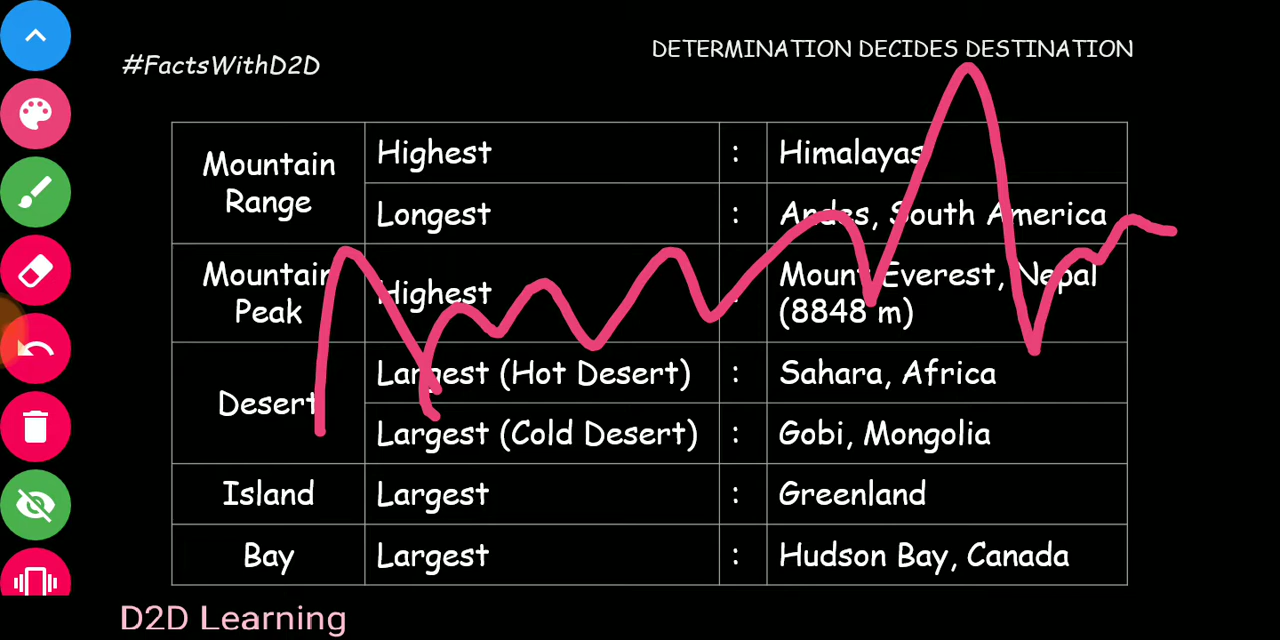 #FactsWithD2D
DETERMINATION DECIDES DESTINATION
Mountain
Range
Highest : Himalayas
Longest : Andes, South America
Mountain
Peak
Highest : Mount Everest, Nepal
(8848 m)
Desert
Largest (Hot Desert) : Sahara, Africa
Largest (Cold Desert) : Gobi, Mongolia
Island Largest : Greenland
Bay Largest : Hudson Bay, Canada
D2D Learning